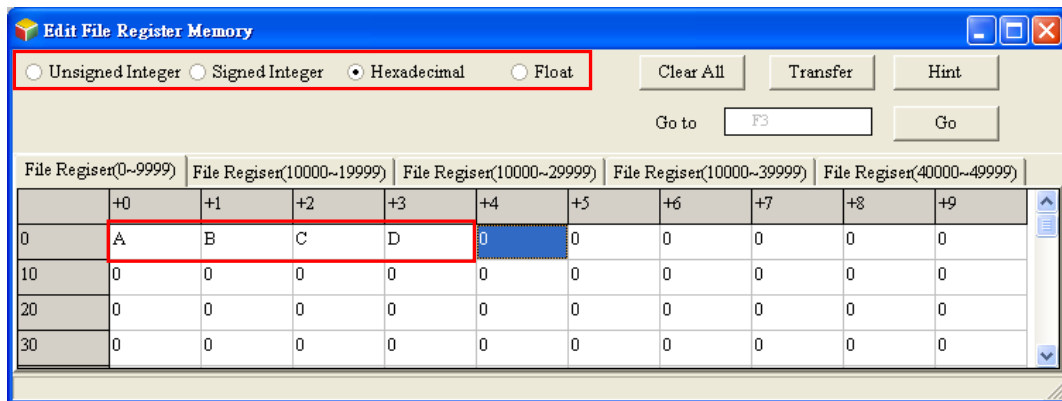 Edit File Register Memory
Unsigned Integer Signed Integer Hexadecimal Float Clear All Transfer Hint
Go to F3 Go
File Regiser(0~9999) File Regiser(10000~19999) File Regiser(10000~29999) File Regiser(10000~39999) File Regiser(40000~49999)
+0 +1 +2 +3 +4 +5 +6 +7 +8 +9
0 A B C D 0 0 0 0 0 0
10 0 0 0 0 0 0 0 0 0 0
20 0 0 0 0 0 0 0 0 0 0
30 0 0 0 0 0 0 0 0 0 0